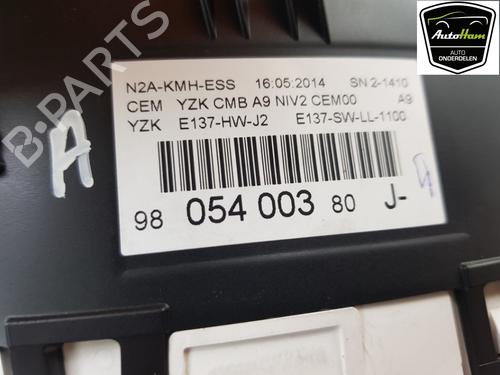 AutoHam
AUTO
ONDERDELEN
B-PARTS
N2A-KMH-ESS 16:05:2014 SN:2-1410
CEM YZK CMB A9 NIV2 CEM00 A9
YZK E137-HW-J2 E137-SW-LL-1100
98 054 003 80 J-
A